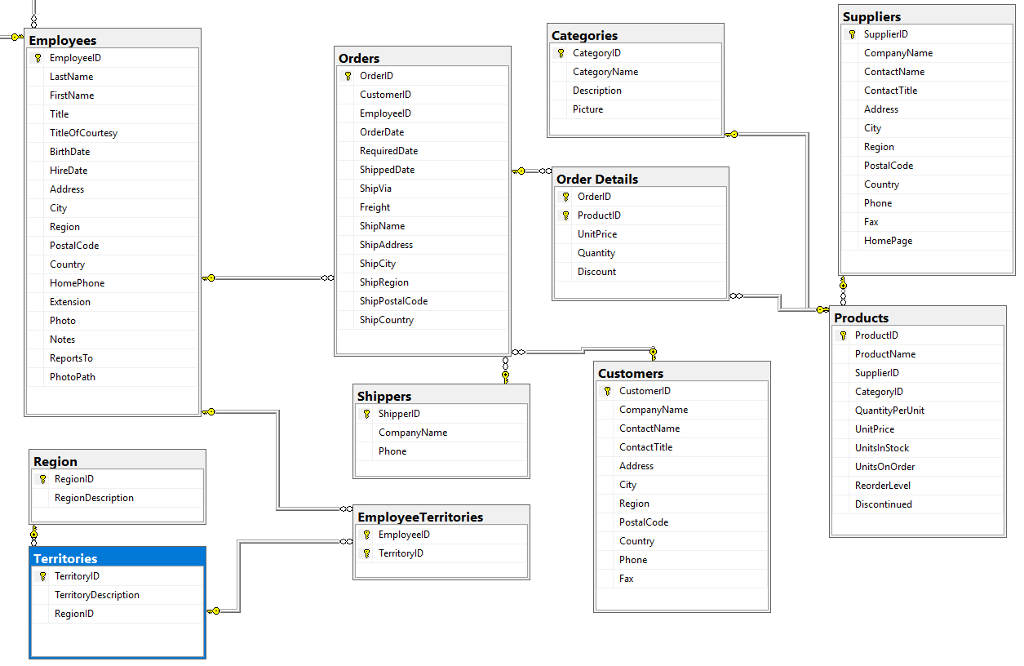 Employees
EmployeeID
LastName
FirstName
Title
TitleOfCourtesy
BirthDate
HireDate
Address
City
Region
PostalCode
Country
HomePhone
Extension
Photo
Notes
ReportsTo
PhotoPath
Region
RegionID
RegionDescription
Territories
TerritoryID
TerritoryDescription
RegionID
Orders
OrderID
CustomerID
EmployeeID
OrderDate
RequiredDate
ShippedDate
ShipVia
Freight
ShipName
ShipAddress
ShipCity
ShipRegion
ShipPostalCode
ShipCountry
Shippers
ShipperID
CompanyName
Phone
EmployeeTerritories
EmployeeID
TerritoryID
Categories
CategoryID
CategoryName
Description
Picture
Order Details
OrderID
ProductID
UnitPrice
Quantity
Discount
Customers
CustomerID
CompanyName
ContactName
ContactTitle
Address
City
Region
PostalCode
Country
Phone
Fax
Suppliers
SupplierID
CompanyName
ContactName
ContactTitle
Address
City
Region
PostalCode
Country
Phone
Fax
HomePage
Products
ProductID
ProductName
SupplierID
CategoryID
QuantityPerUnit
UnitPrice
UnitsInStock
UnitsOnOrder
ReorderLevel
Discontinued